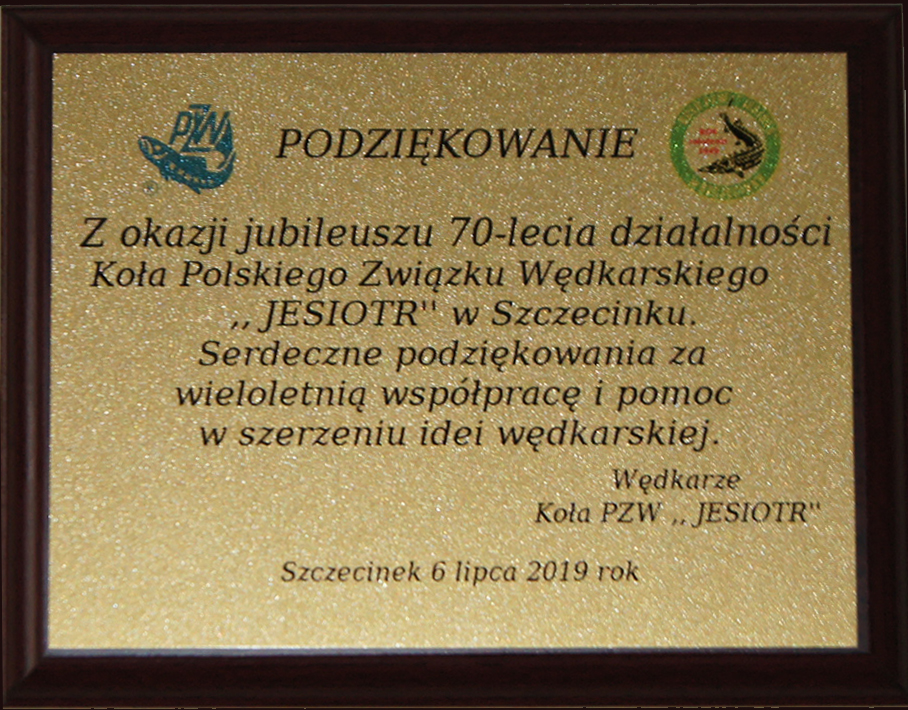 PZW
PODZIĘKOWANIE
Z okazji jubileuszu 70-lecia działalności
Koła Polskiego Związku Wędkarskiego
,,JESIOTR" w Szczecinku.
Serdeczne podziękowania za
wieloletnią współpracę i pomoc
w szerzeniu idei wędkarskiej.
Wędkarze
Koła PZW ,,JESIOTR"
Szczecinek 6 lipca 2019 rok